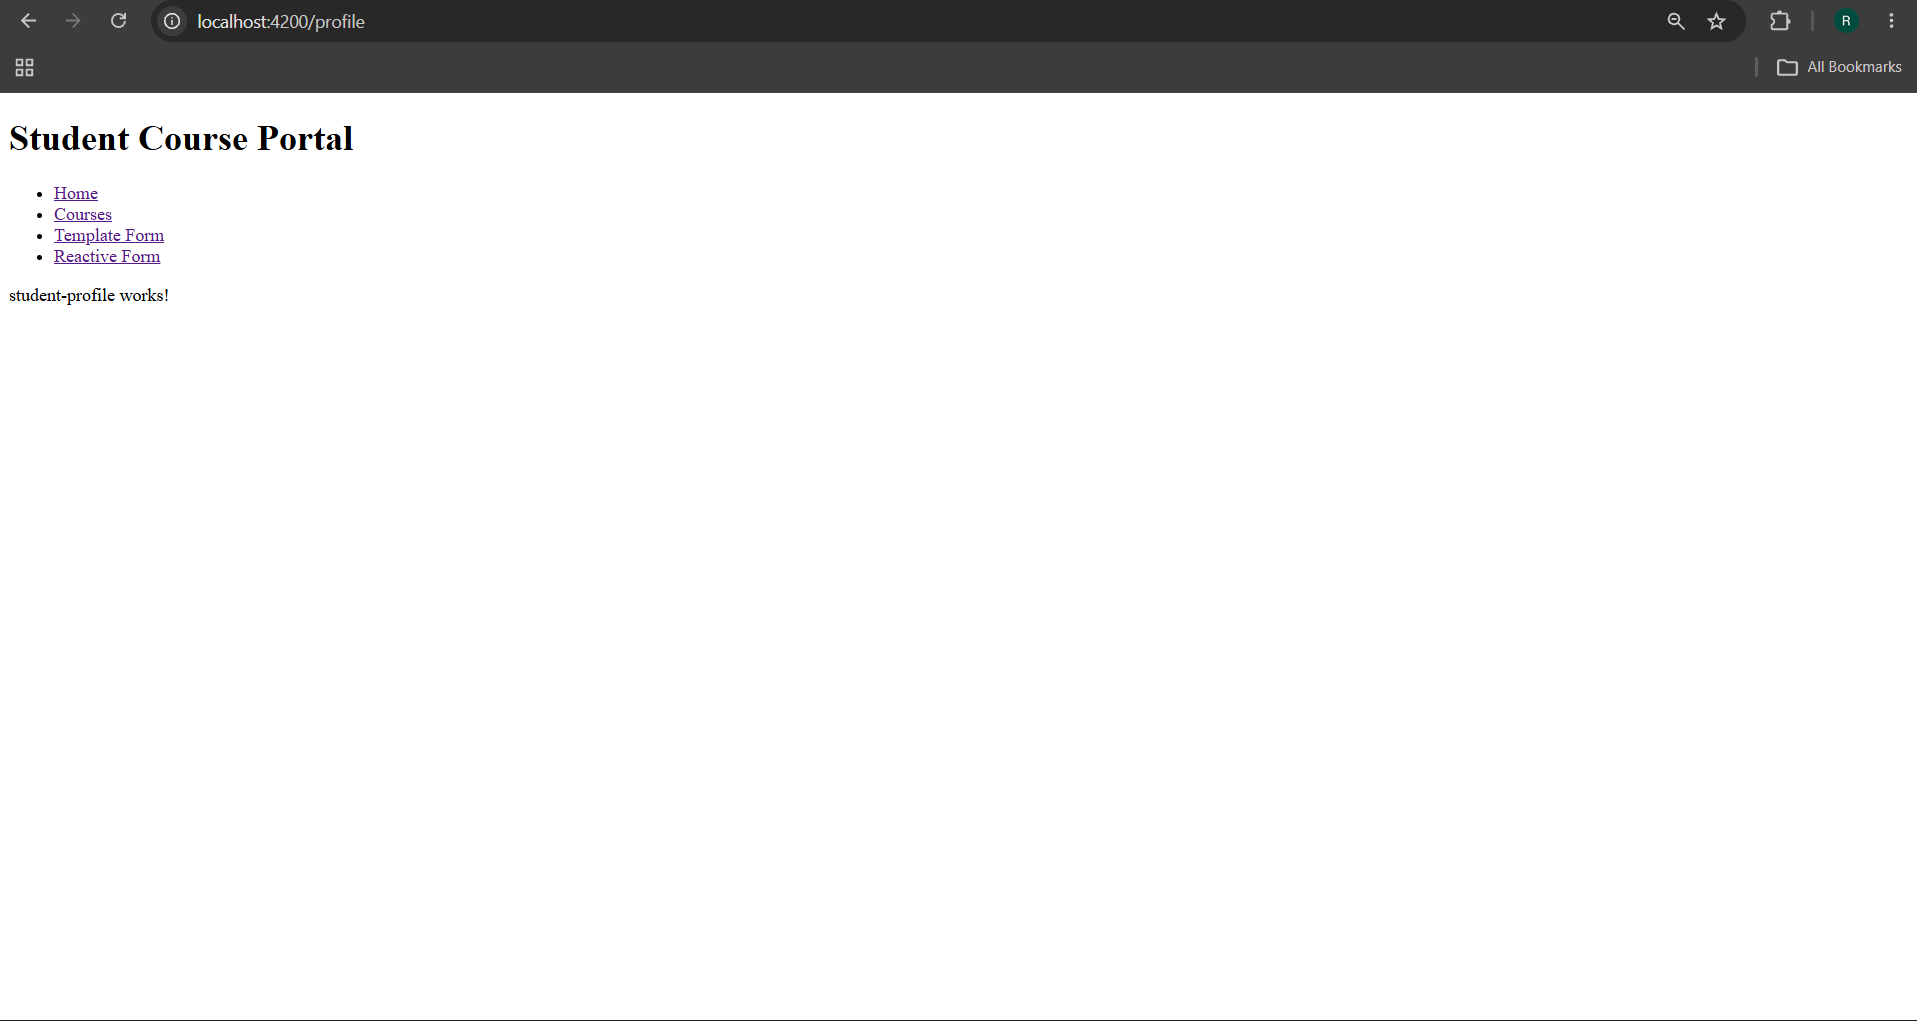 localhost:4200/profile
R
All Bookmarks
Student Course Portal
Home
Courses
Template Form
Reactive Form
student-profile works!